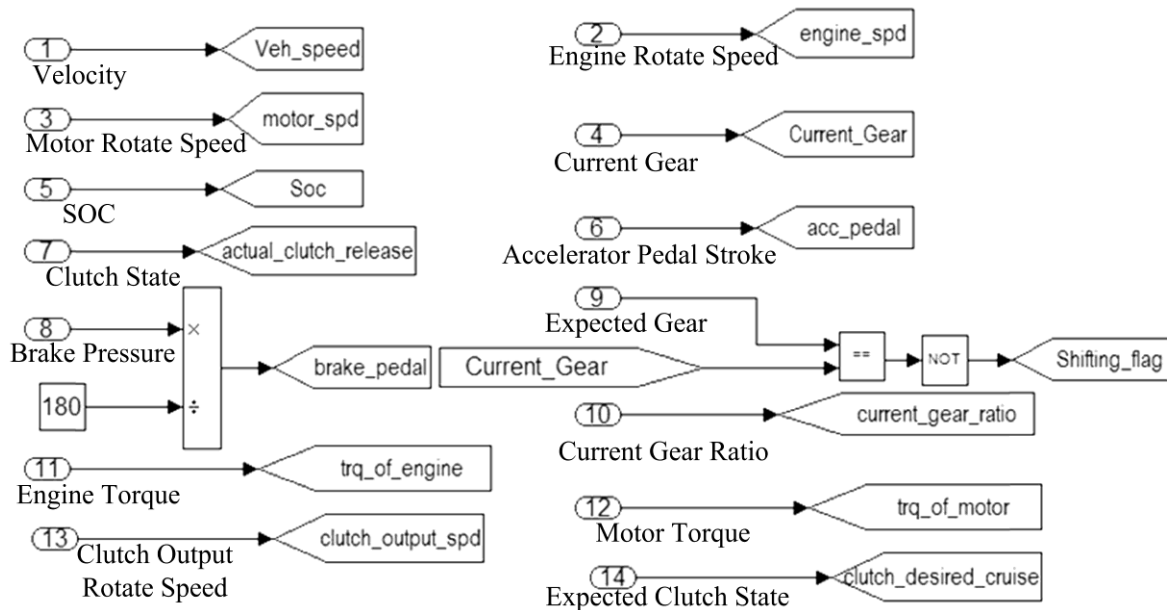 1
Veh_speed
Velocity
2
engine_spd
Engine Rotate Speed
3
motor_spd
Motor Rotate Speed
4
Current_Gear
Current Gear
5
Soc
SOC
6
acc_pedal
Accelerator Pedal Stroke
7
actual_clutch_release
Clutch State
8
×
Brake Pressure
180
÷
brake_pedal
9
Expected Gear
Current_Gear
==
NOT
Shifting_flag
10
current_gear_ratio
Current Gear Ratio
11
trq_of_engine
Engine Torque
12
trq_of_motor
Motor Torque
13
clutch_output_spd
Clutch Output
Rotate Speed
14
clutch_desired_cruise
Expected Clutch State